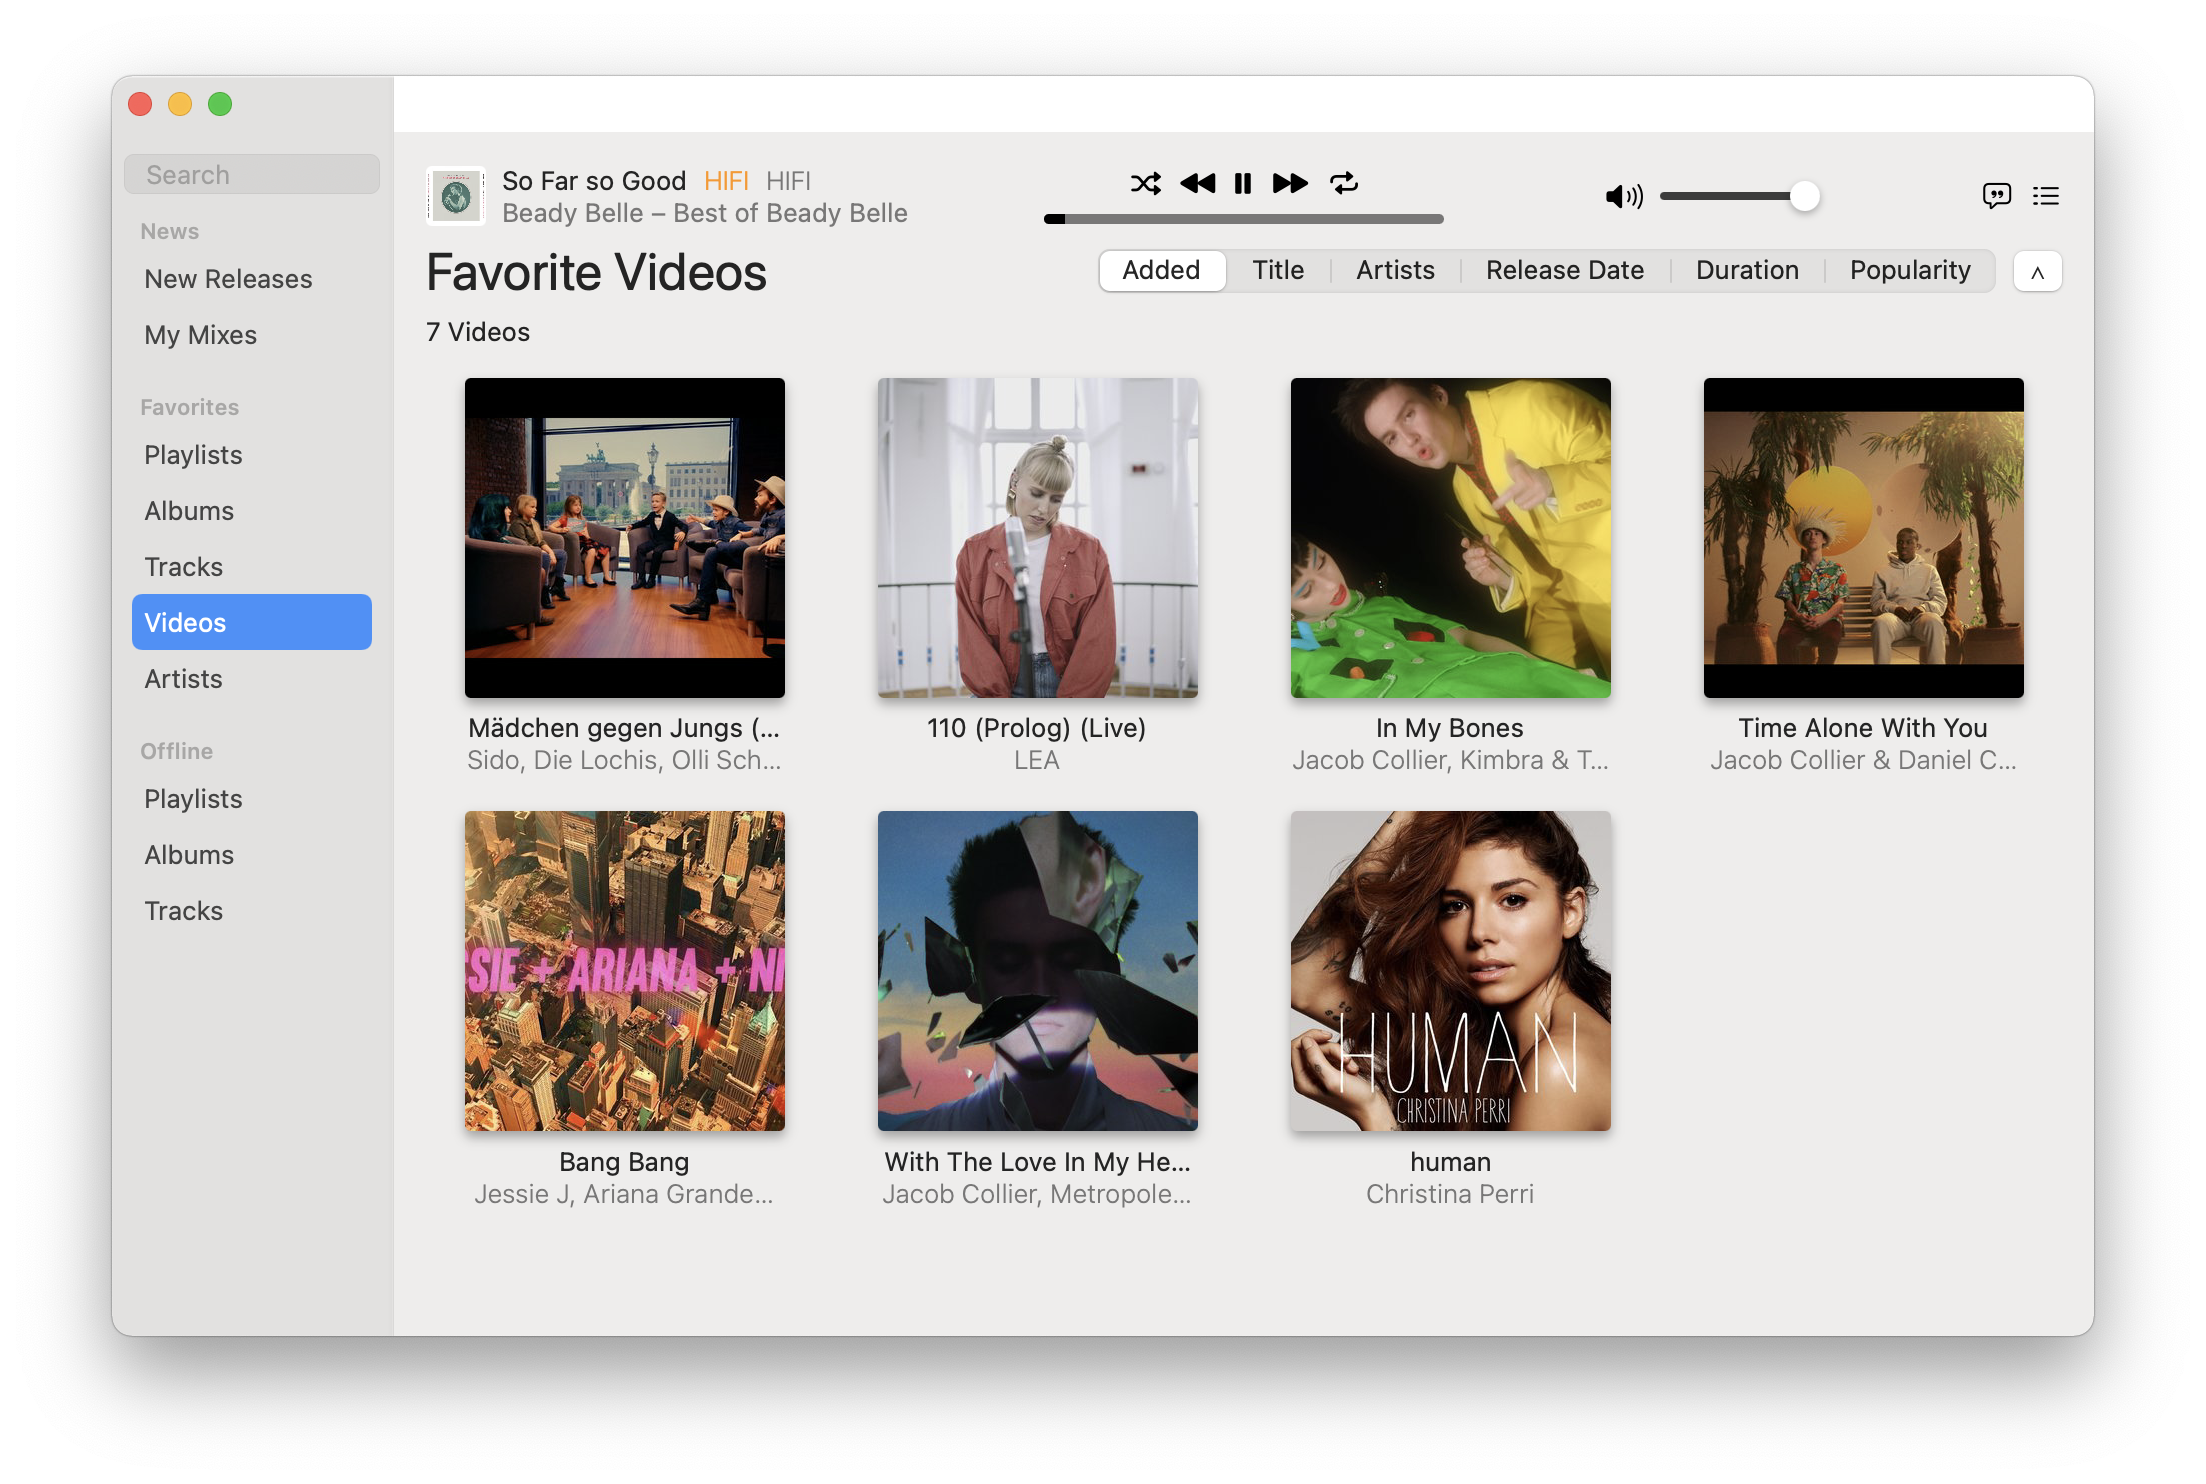 Search
News
New Releases
My Mixes
Favorites
Playlists
Albums
Tracks
Videos
Artists
Offline
Playlists
Albums
Tracks
So Far so Good HIFI HIFI
Beady Belle – Best of Beady Belle
Favorite Videos
Added Title Artists Release Date Duration Popularity
7 Videos
Mädchen gegen Jungs (...
Sido, Die Lochis, Olli Sch...
110 (Prolog) (Live)
LEA
In My Bones
Jacob Collier, Kimbra & T...
Time Alone With You
Jacob Collier & Daniel C...
SSIE + ARIANA + NI
Bang Bang
Jessie J, Ariana Grande...
With The Love In My He...
Jacob Collier, Metropole...
HUMAN
CHRISTINA PERRI
human
Christina Perri